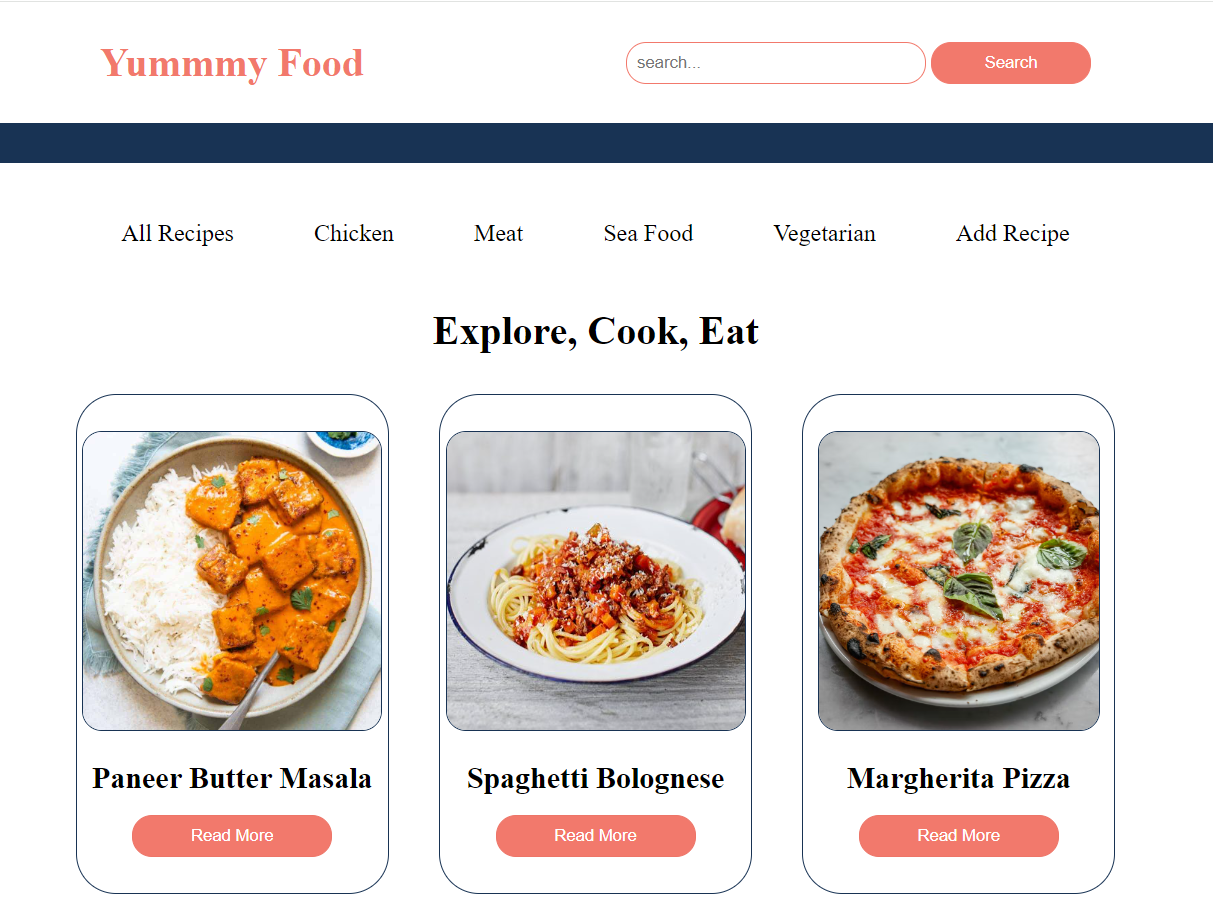 Yummmy Food
search...
Search
All Recipes Chicken Meat Sea Food Vegetarian Add Recipe
Explore, Cook, Eat
Paneer Butter Masala
Spaghetti Bolognese
Margherita Pizza
Read More
Read More
Read More